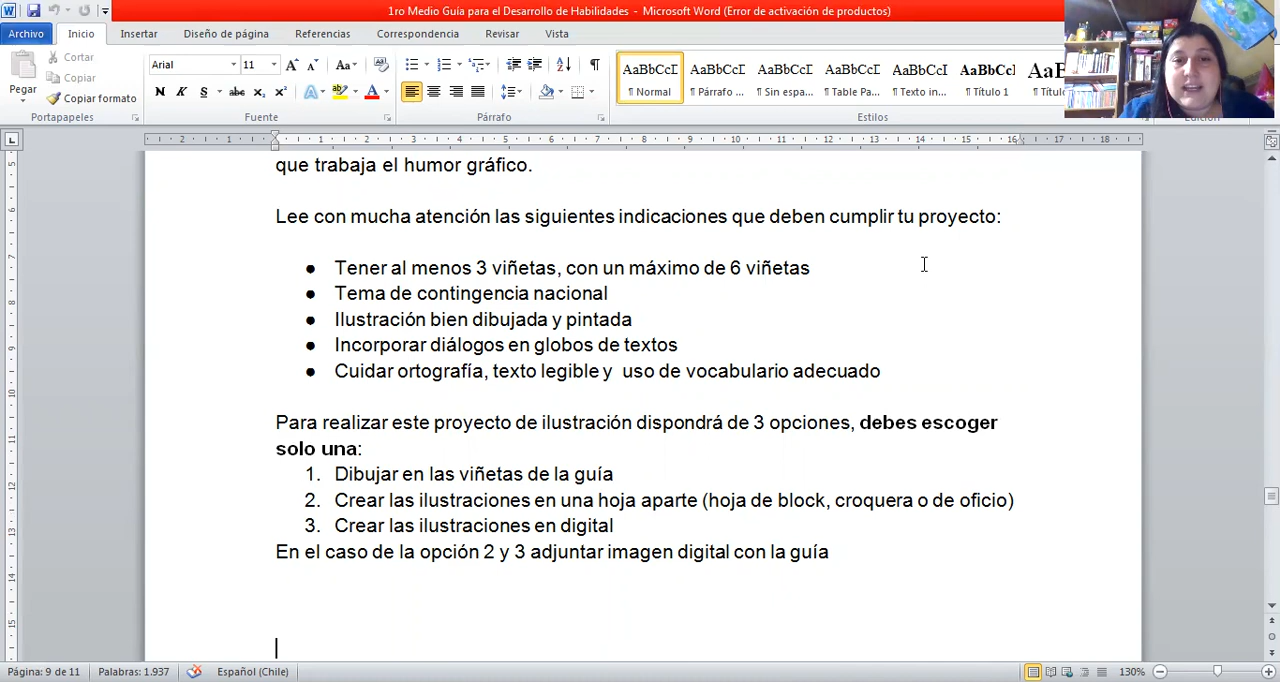 1ro Medio Guía para el Desarrollo de Habilidades - Microsoft Word (Error de activación de productos)
Archivo Inicio Insertar Diseño de página Referencias Correspondencia Revisar Vista
Cortar
Copiar
Copiar formato
Pegar
Portapapeles
Arial 11
Fuente
Párrafo
AaBbCcI AaBbCcI AaBbCcI AaBbCcI AaBbCcI AaBbCcI AaB
¶ Normal ¶ Párrafo ... ¶ Sin espa... ¶ Table Pa... ¶ Texto in... ¶ Título 1 ¶ Título
Estilos
que trabaja el humor gráfico.
Lee con mucha atención las siguientes indicaciones que deben cumplir tu proyecto:
● Tener al menos 3 viñetas, con un máximo de 6 viñetas
● Tema de contingencia nacional
● Ilustración bien dibujada y pintada
● Incorporar diálogos en globos de textos
● Cuidar ortografía, texto legible y uso de vocabulario adecuado
Para realizar este proyecto de ilustración dispondrá de 3 opciones, debes escoger
solo una:
1. Dibujar en las viñetas de la guía
2. Crear las ilustraciones en una hoja aparte (hoja de block, croquera o de oficio)
3. Crear las ilustraciones en digital
En el caso de la opción 2 y 3 adjuntar imagen digital con la guía
Página: 9 de 11 Palabras: 1.937 Español (Chile) 130%